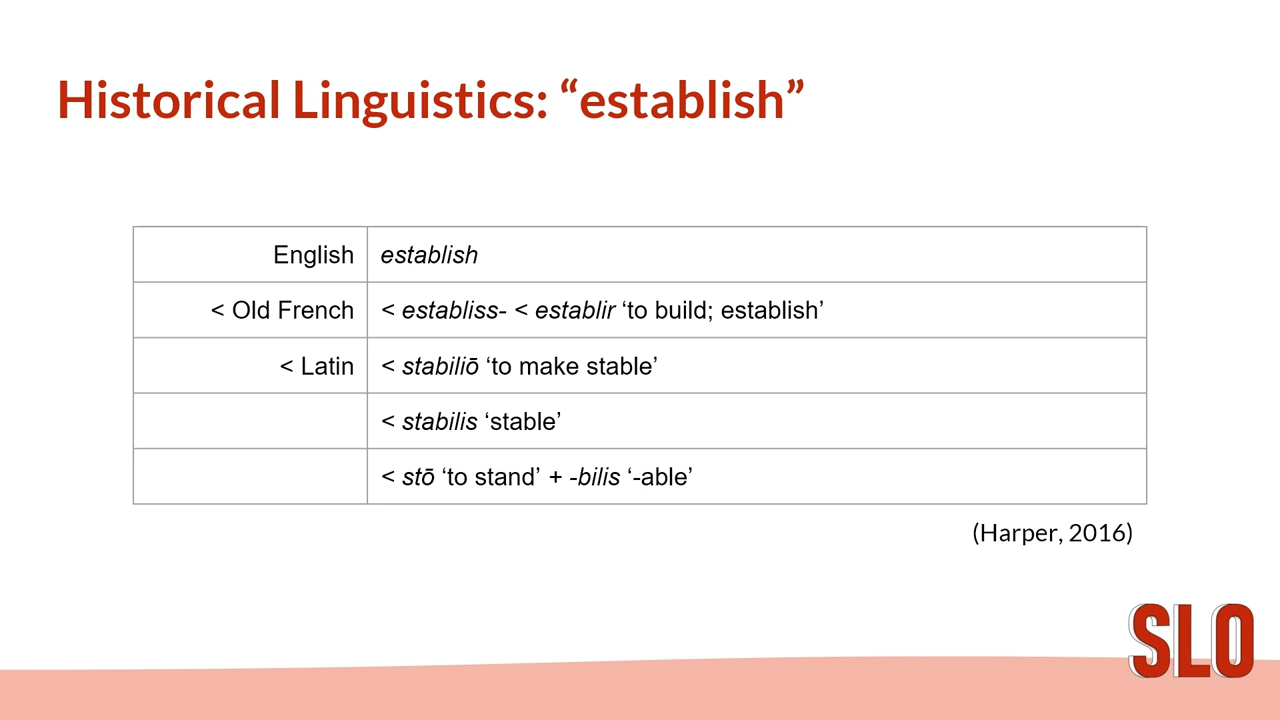 Historical Linguistics: “establish”
English establish
< Old French < establiss- < establir ‘to build; establish’
< Latin < stabiliō ‘to make stable’
< stabilis ‘stable’
< stō ‘to stand’ + -bilis ‘-able’
(Harper, 2016)
SLO